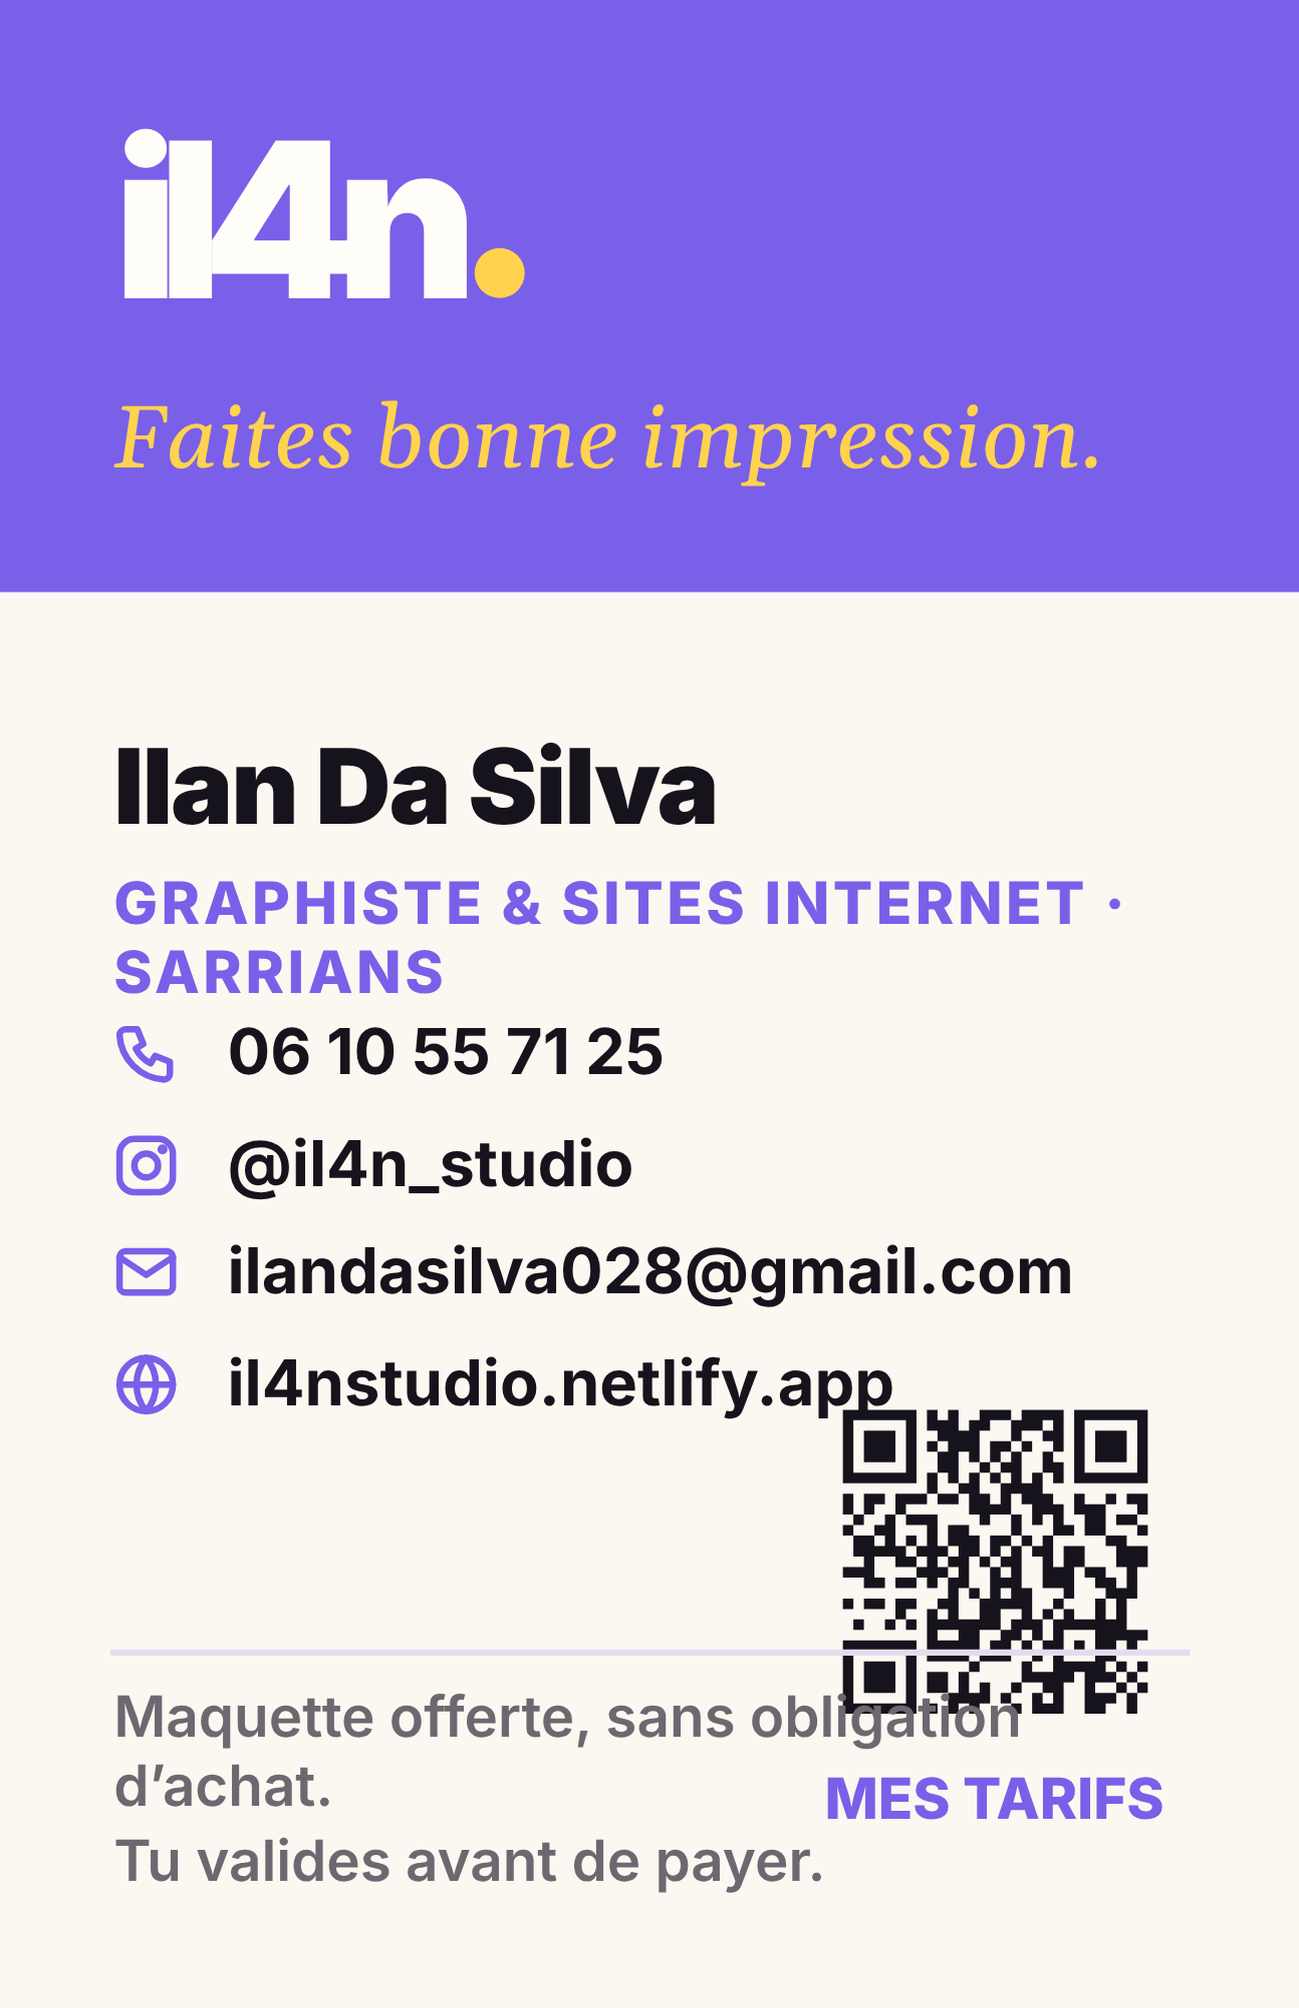 il4n.
Faites bonne impression.
Ilan Da Silva
GRAPHISTE & SITES INTERNET ·
SARRIANS
06 10 55 71 25
@il4n_studio
ilandasilva028@gmail.com
il4nstudio.netlify.app
Maquette offerte, sans obligation
d’achat.
MES TARIFS
Tu valides avant de payer.